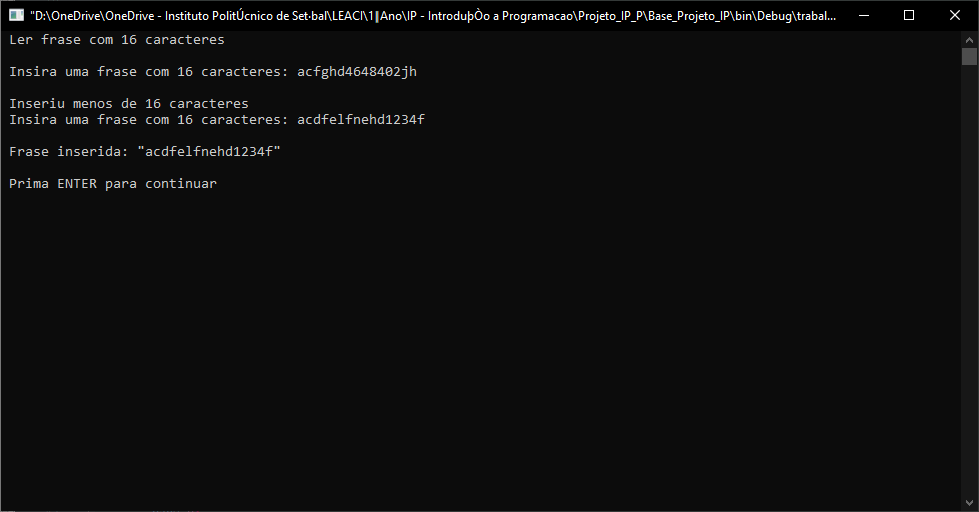 "D:\OneDrive\OneDrive - Instituto PolitÚcnico de Set·bal\LEACI\1║Ano\IP - IntroduþÒo a Programacao\Projeto_IP_P\Base_Projeto_IP\bin\Debug\trabal...
Ler frase com 16 caracteres
Insira uma frase com 16 caracteres: acfghd4648402jh
Inseriu menos de 16 caracteres
Insira uma frase com 16 caracteres: acdfelfnehd1234f
Frase inserida: "acdfelfnehd1234f"
Prima ENTER para continuar